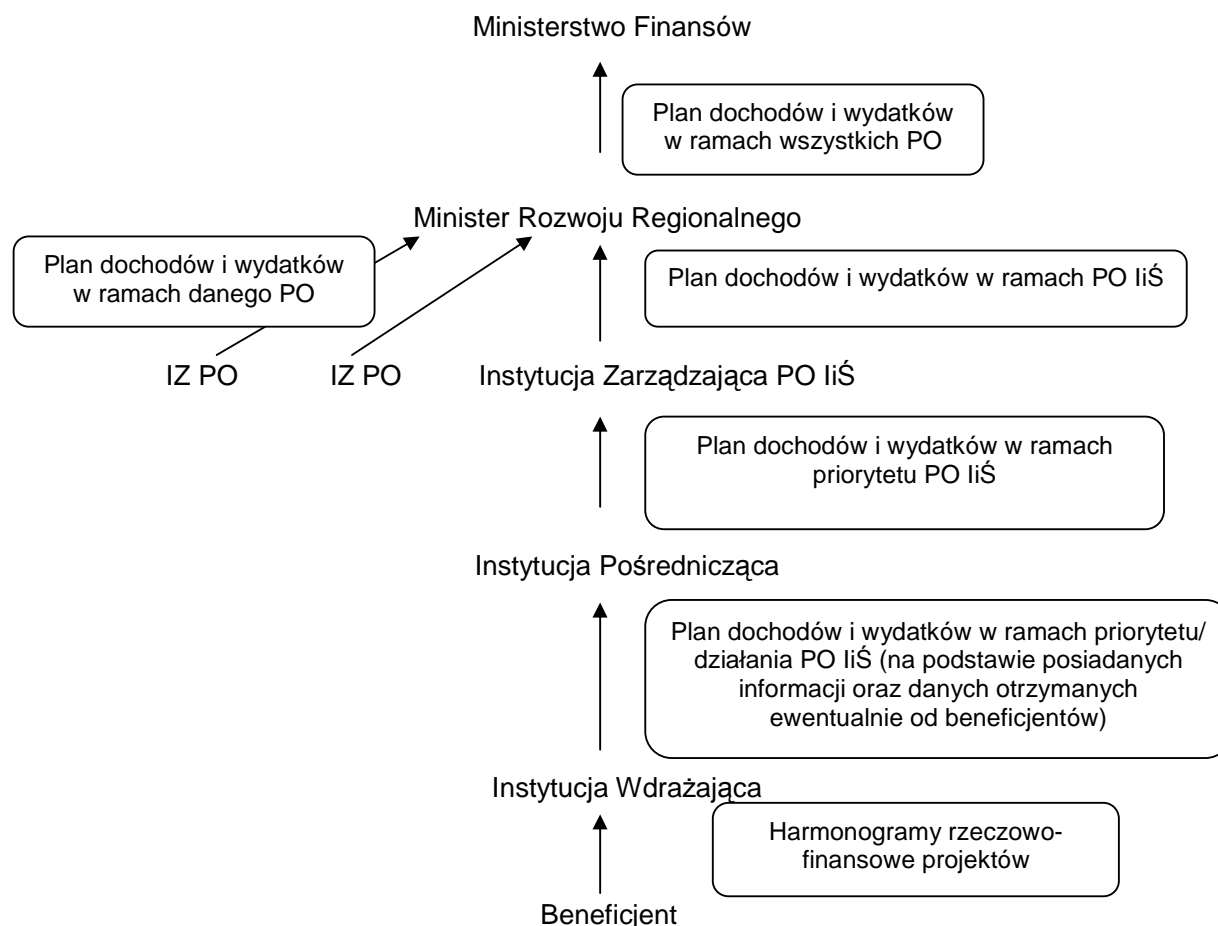 Ministerstwo Finansów
Plan dochodów i wydatków
w ramach wszystkich PO
Minister Rozwoju Regionalnego
Plan dochodów i wydatków
w ramach danego PO
Plan dochodów i wydatków w ramach PO IiŚ
IZ PO
IZ PO
Instytucja Zarządzająca PO IiŚ
Plan dochodów i wydatków w ramach
priorytetu PO IiŚ
Instytucja Pośrednicząca
Plan dochodów i wydatków w ramach priorytetu/
działania PO IiŚ (na podstawie posiadanych
informacji oraz danych otrzymanych
ewentualnie od beneficjentów)
Instytucja Wdrażająca
Harmonogramy rzeczowo-
finansowe projektów
Beneficjent